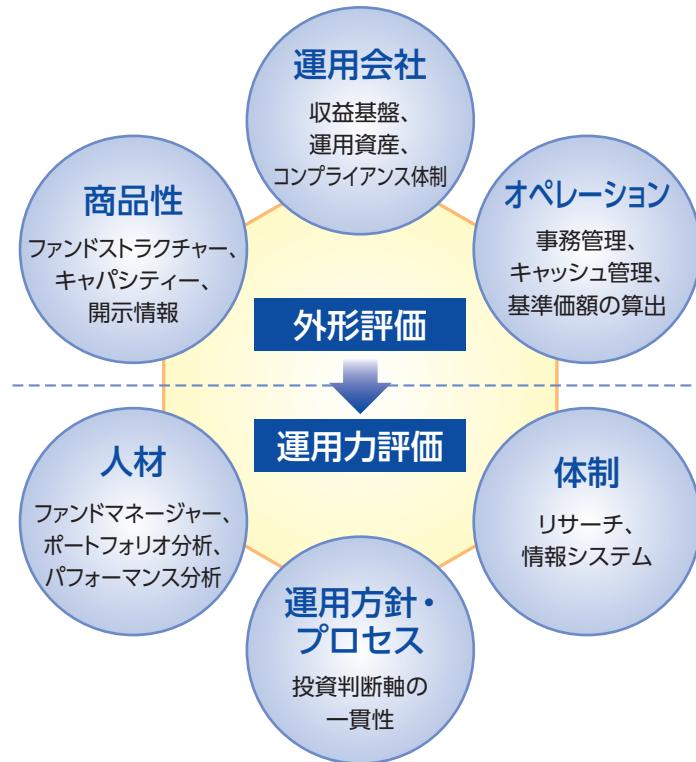 運用会社
収益基盤、
運用資産、
コンプライアンス体制
商品性
ファンドストラクチャー、
キャパシティー、
開示情報
オペレーション
事務管理、
キャッシュ管理、
基準価額の算出
外形評価
運用力評価
人材
ファンドマネージャー、
ポートフォリオ分析、
パフォーマンス分析
体制
リサーチ、
情報システム
運用方針・
プロセス
投資判断軸の
一貫性